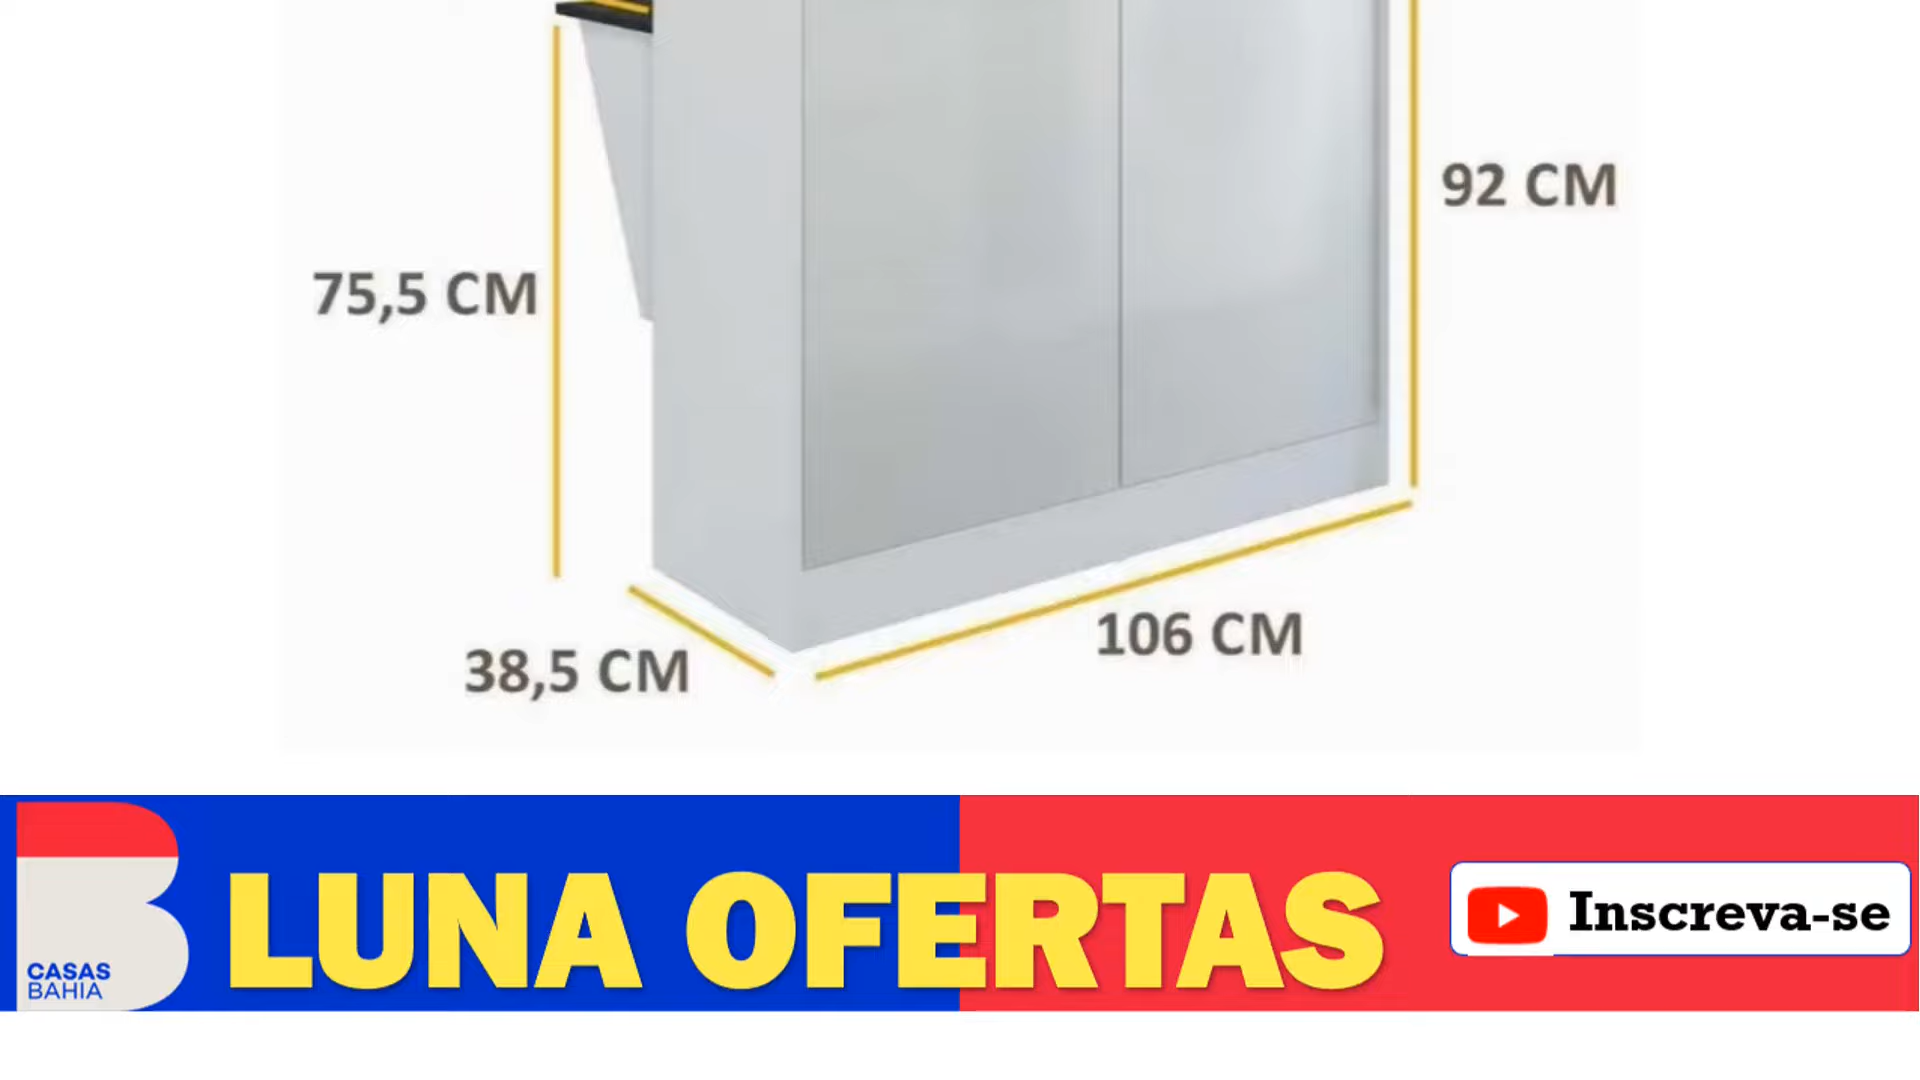 92 CM
75,5 CM
106 CM
38,5 CM
LUNA OFERTAS
Inscreva-se
CASAS
BAHIA